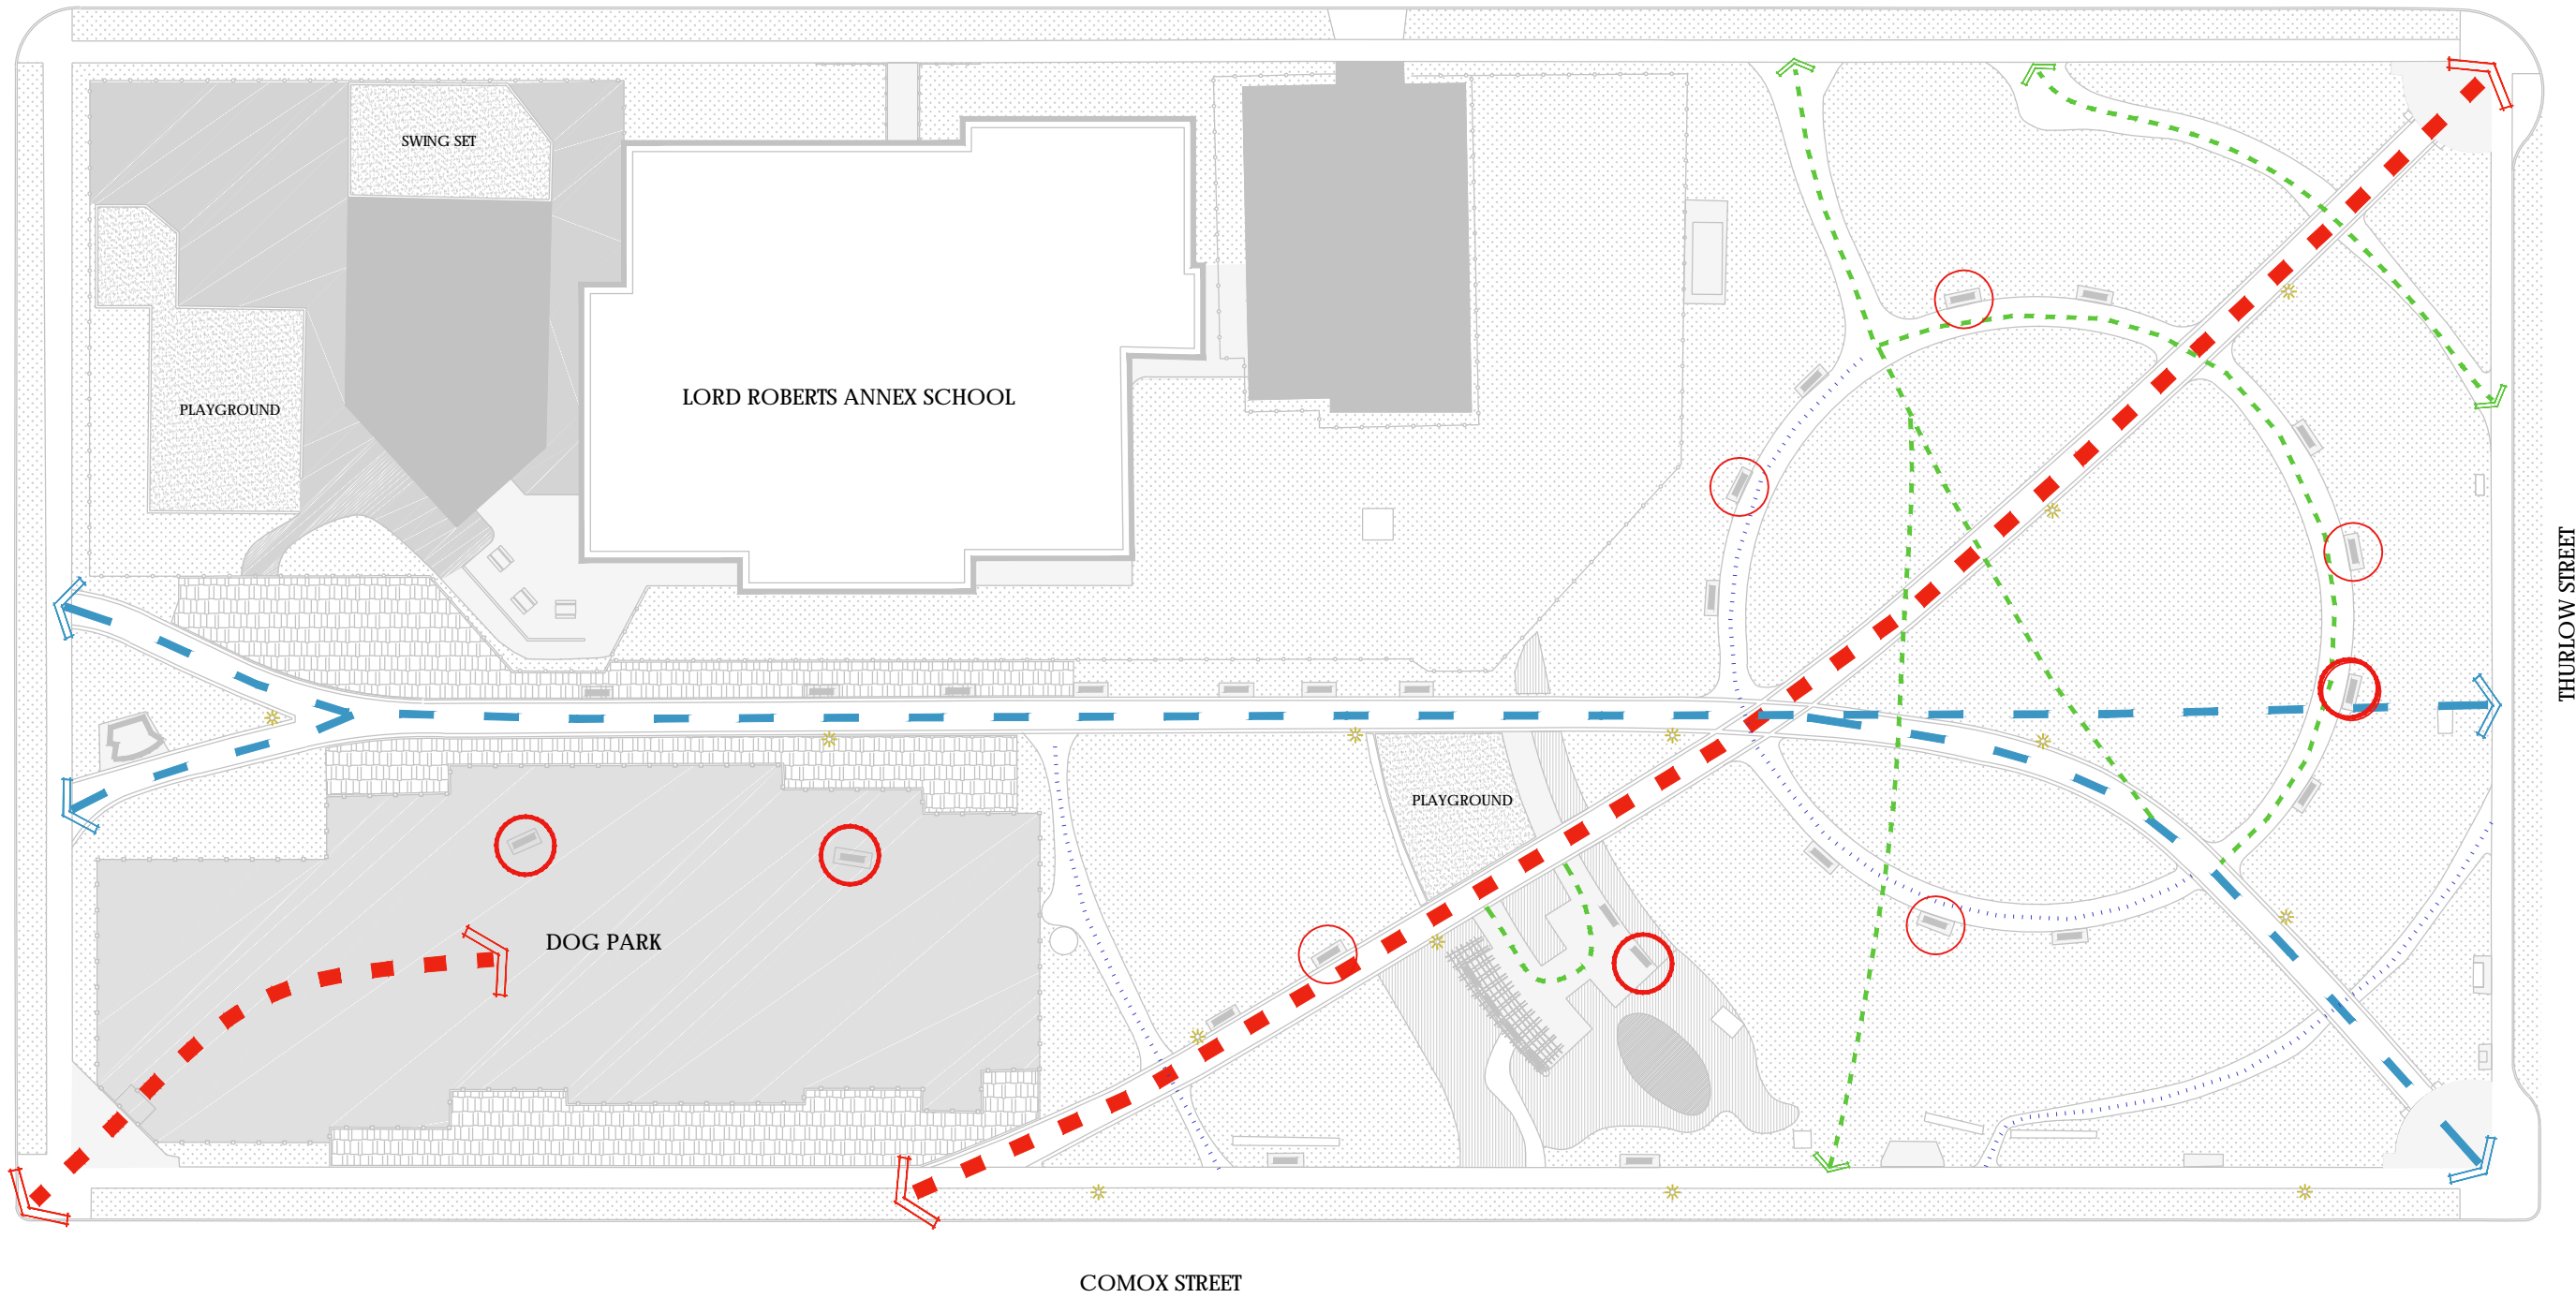 SWING SET
LORD ROBERTS ANNEX SCHOOL
PLAYGROUND
THURLOW STREET
PLAYGROUND
DOG PARK
COMOX STREET